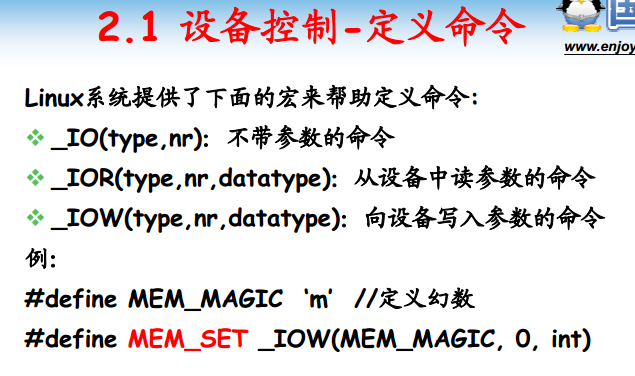 2.1 设备控制-定义命令
www.enjoy
Linux系统提供了下面的宏来帮助定义命令:
_IO(type,nr): 不带参数的命令
_IOR(type,nr,datatype): 从设备中读参数的命令
_IOW(type,nr,datatype): 向设备写入参数的命令
例:
#define MEM_MAGIC ‘m’ //定义幻数
#define MEM_SET _IOW(MEM_MAGIC, 0, int)